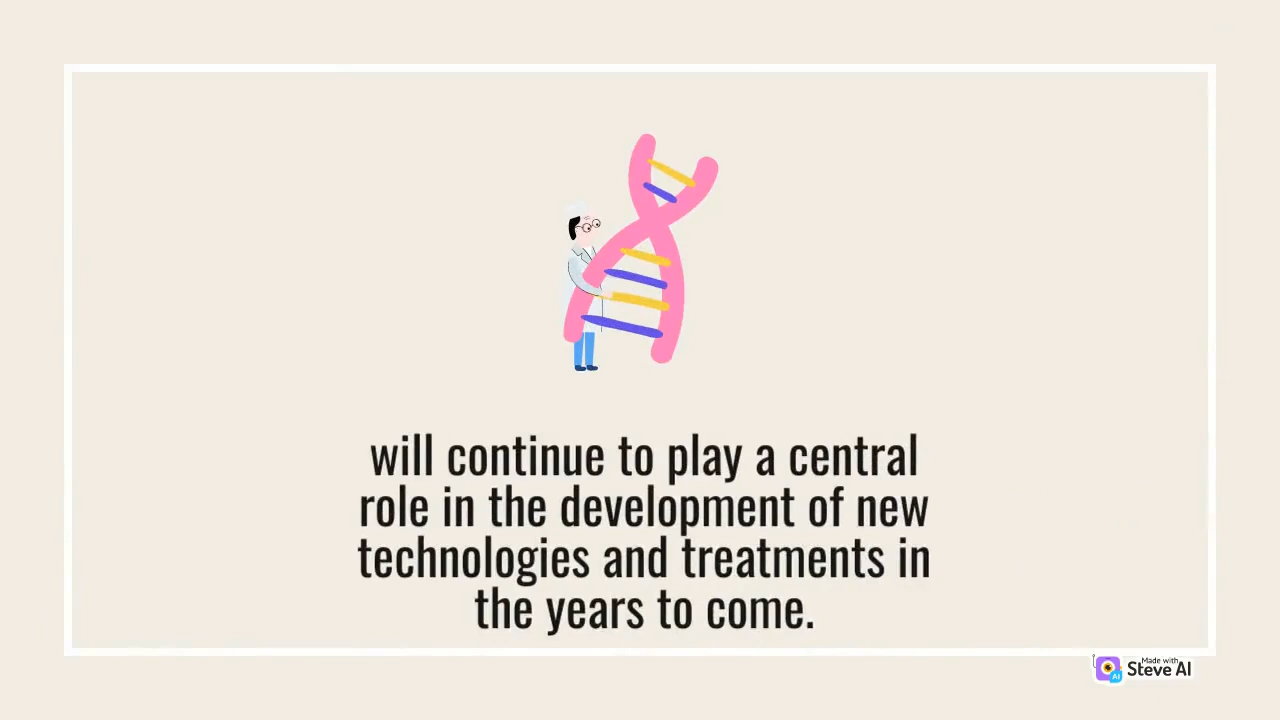 will continue to play a central
role in the development of new
technologies and treatments in
the years to come.
Made with
Steve AI
AI